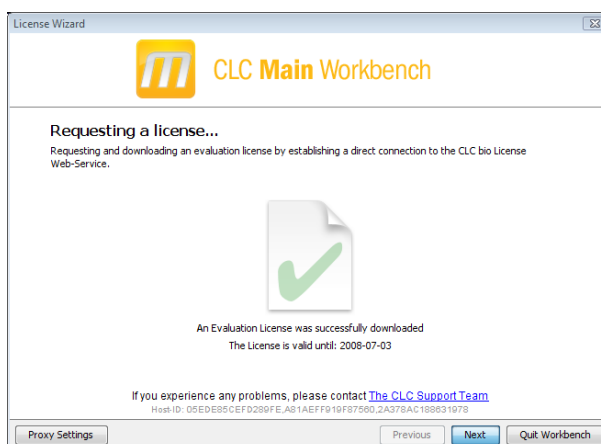 License Wizard
CLC Main Workbench
Requesting a license...
Requesting and downloading an evaluation license by establishing a direct connection to the CLC bio License
Web-Service.
An Evaluation License was successfully downloaded
The License is valid until: 2008-07-03
If you experience any problems, please contact The CLC Support Team
Host-ID: D5EDE85CEFD289FE,A81AEFF919F87560,2A378AC188631978
Proxy Settings Previous Next Quit Workbench